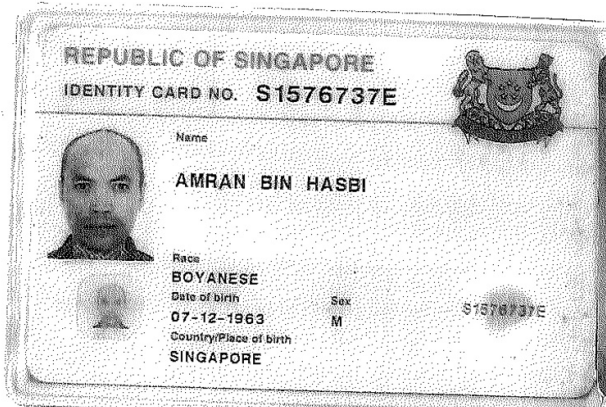 REPUBLIC OF SINGAPORE
IDENTITY CARD NO. S1576737E
Name
AMRAN BIN HASBI
Race
BOYANESE
Date of birth
Sex
07-12-1963
M
Country/Place of birth
SINGAPORE
S1576737E